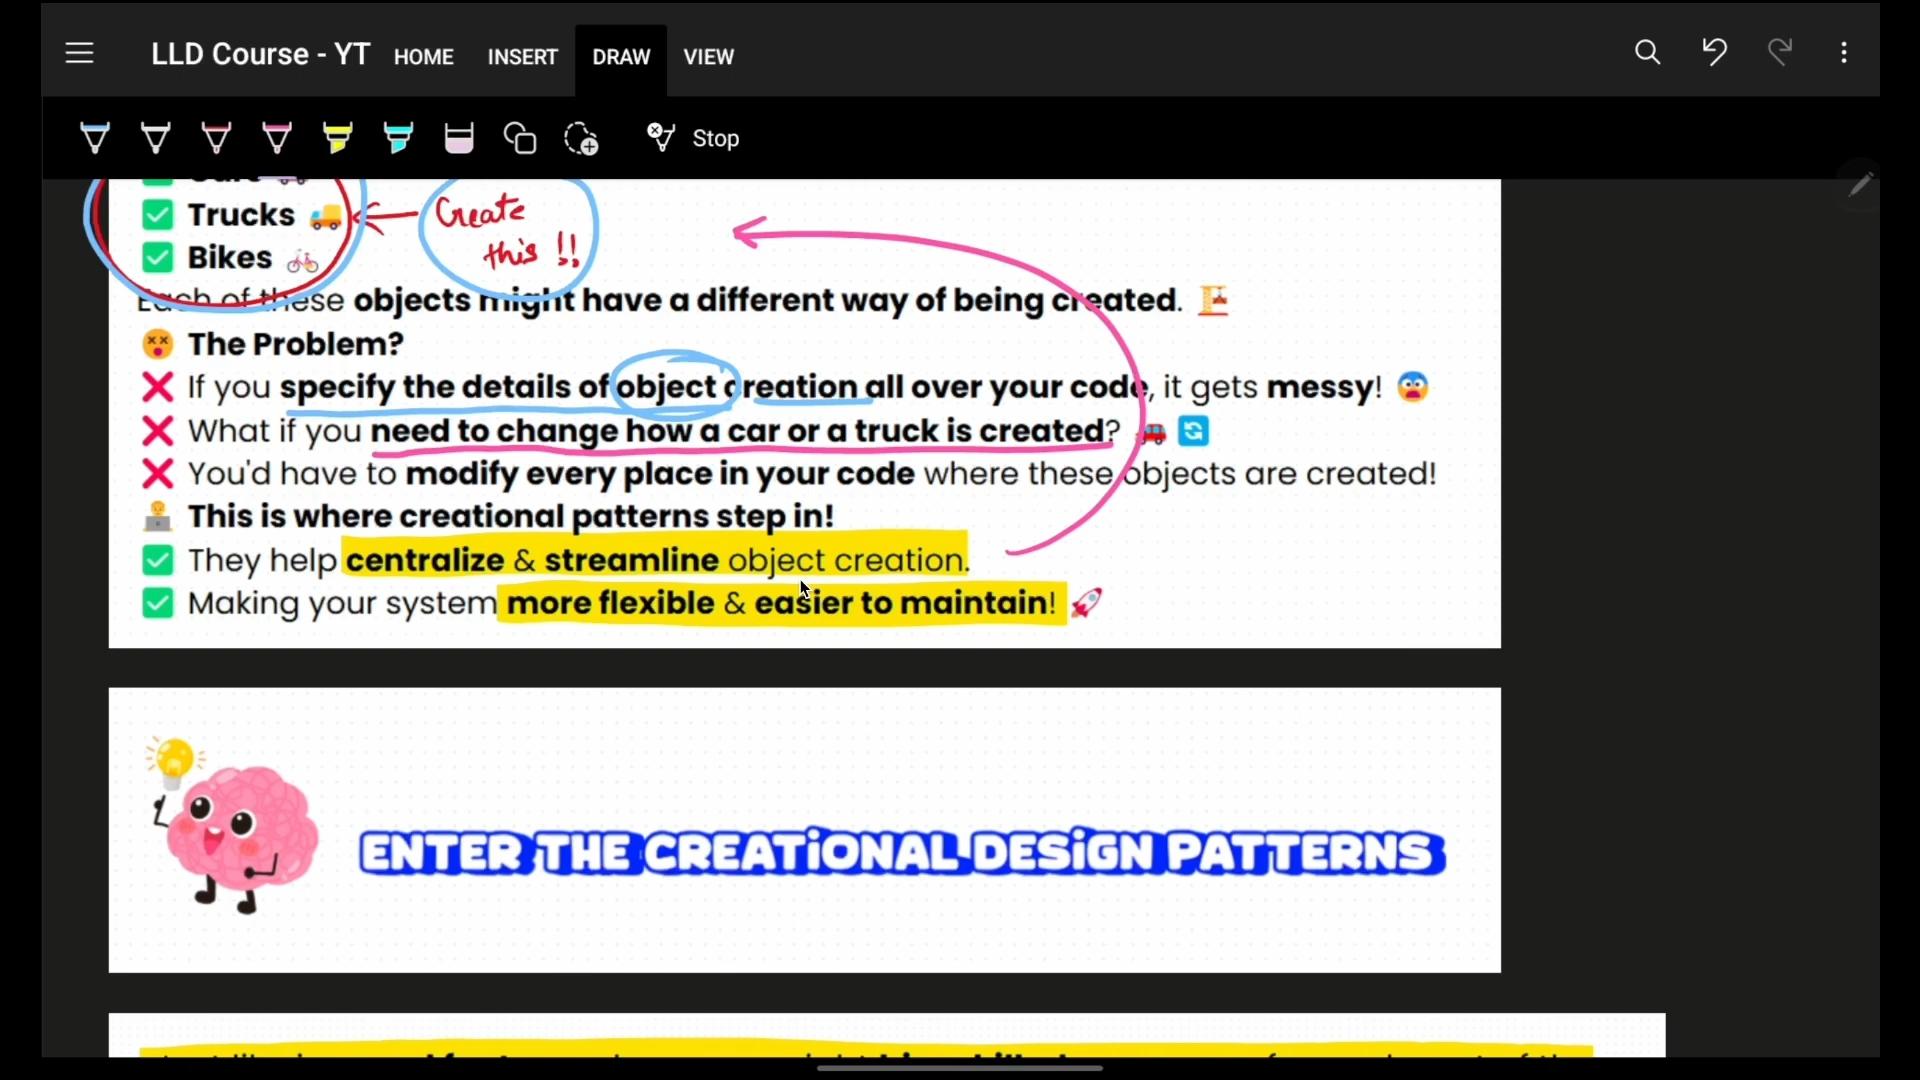 LLD Course - YT HOME INSERT DRAW VIEW
Stop
Trucks
Create
this !!
Bikes
Each of these objects might have a different way of being created.
The Problem?
If you specify the details of object creation all over your code, it gets messy!
What if you need to change how a car or a truck is created?
You'd have to modify every place in your code where these objects are created!
This is where creational patterns step in!
They help centralize & streamline object creation.
Making your system more flexible & easier to maintain!
ENTER THE CREATIONAL DESIGN PATTERNS